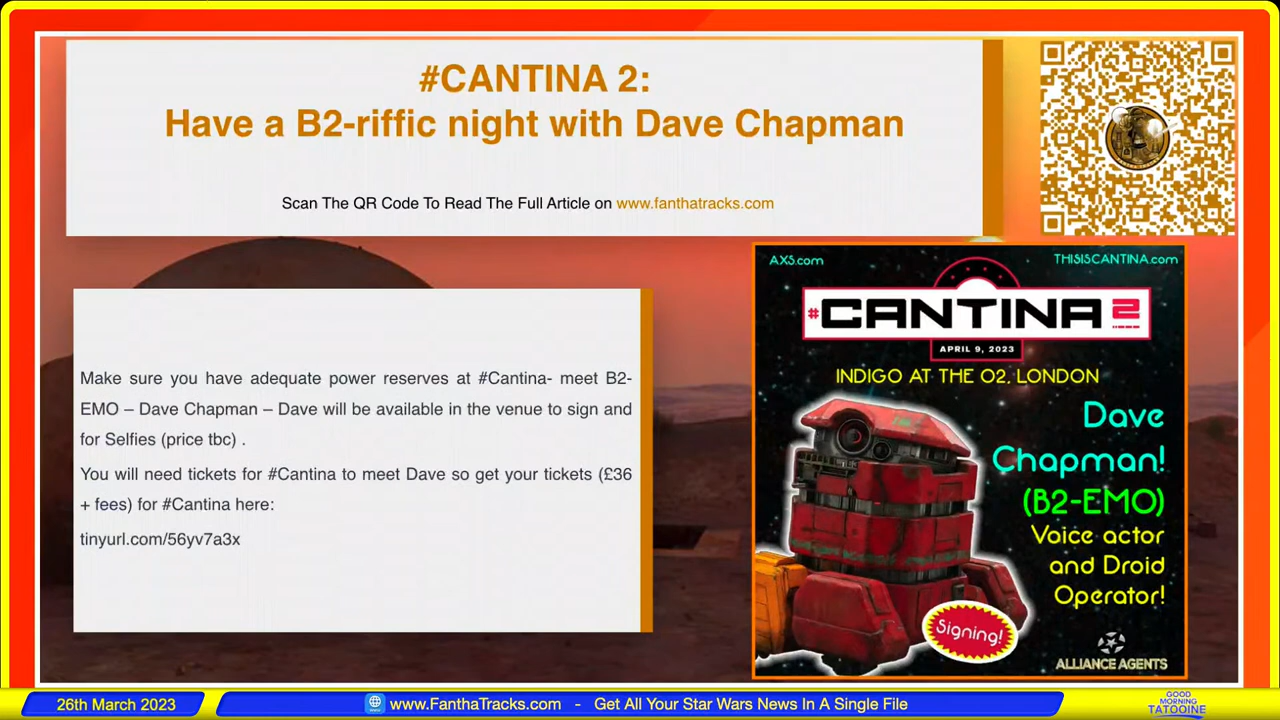 #CANTINA 2:
Have a B2-riffic night with Dave Chapman
Scan The QR Code To Read The Full Article on www.fanthatracks.com
Make sure you have adequate power reserves at #Cantina- meet B2-
EMO – Dave Chapman – Dave will be available in the venue to sign and
for Selfies (price tbc) .
You will need tickets for #Cantina to meet Dave so get your tickets (£36
+ fees) for #Cantina here:
tinyurl.com/56yv7a3x
AXS.com
THISISCANTINA.com
#CANTINA 2
APRIL 9, 2023
INDIGO AT THE O2, LONDON
Dave
Chapman!
(B2-EMO)
Voice actor
and Droid
Operator!
Signing!
ALLIANCE AGENTS
26th March 2023
www.FanthaTracks.com - Get All Your Star Wars News In A Single File
GOOD
MORNING
TATOOINE